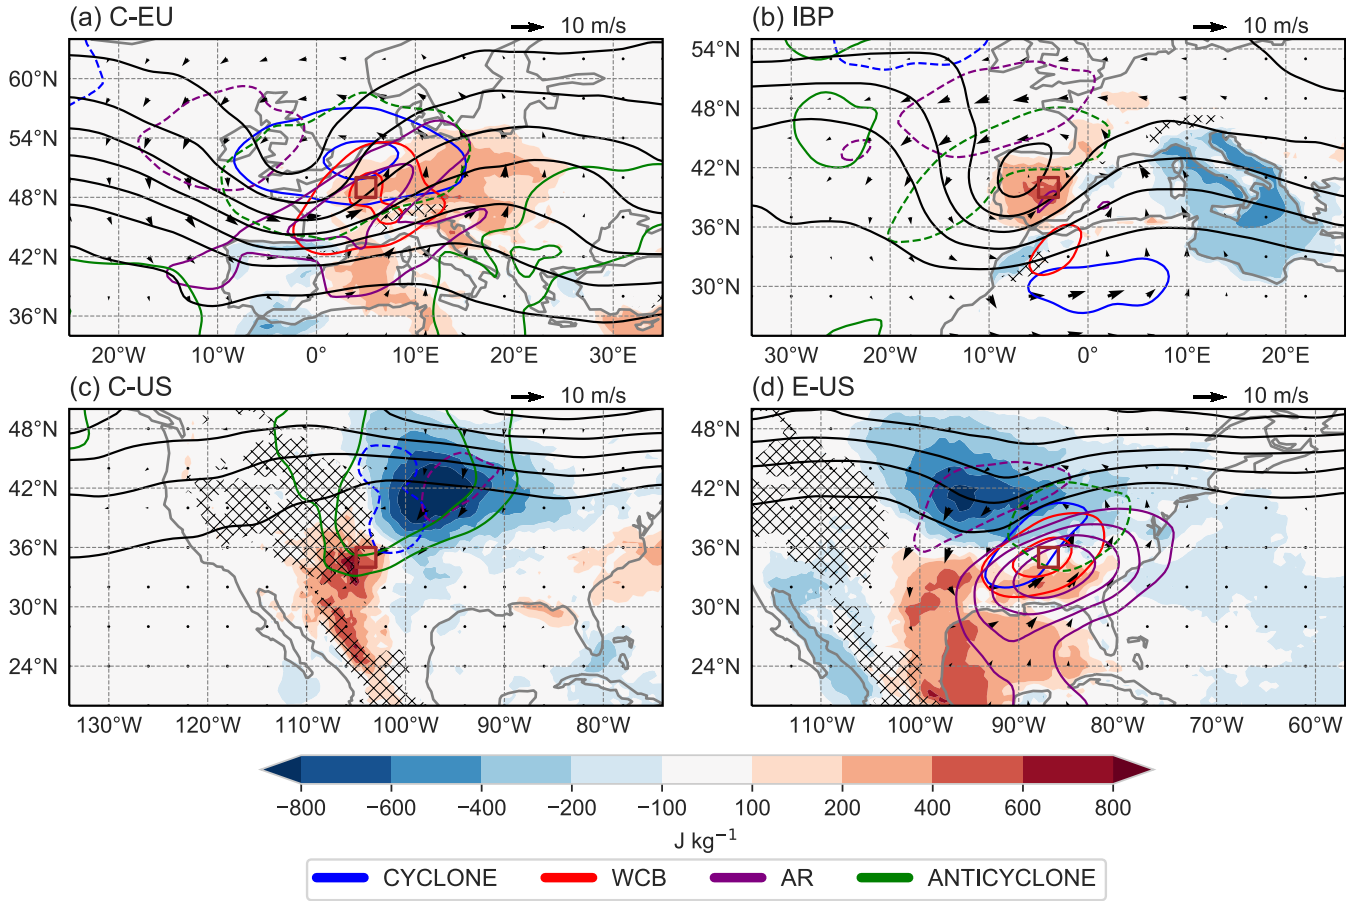 (a) C-EU
10 m/s
(b) IBP
10 m/s
60°N
54°N
48°N
42°N
36°N
20°W
10°W
0°
10°E
20°E
30°E
54°N
48°N
42°N
36°N
30°N
30°W
20°W
10°W
0°
10°E
20°E
(c) C-US
10 m/s
(d) E-US
10 m/s
48°N
42°N
36°N
30°N
24°N
130°W
120°W
110°W
100°W
90°W
80°W
48°N
42°N
36°N
30°N
24°N
110°W
100°W
90°W
80°W
70°W
60°W
−800
−600
−400
−200
−100
100
200
400
600
800
J kg⁻¹
CYCLONE
WCB
AR
ANTICYCLONE